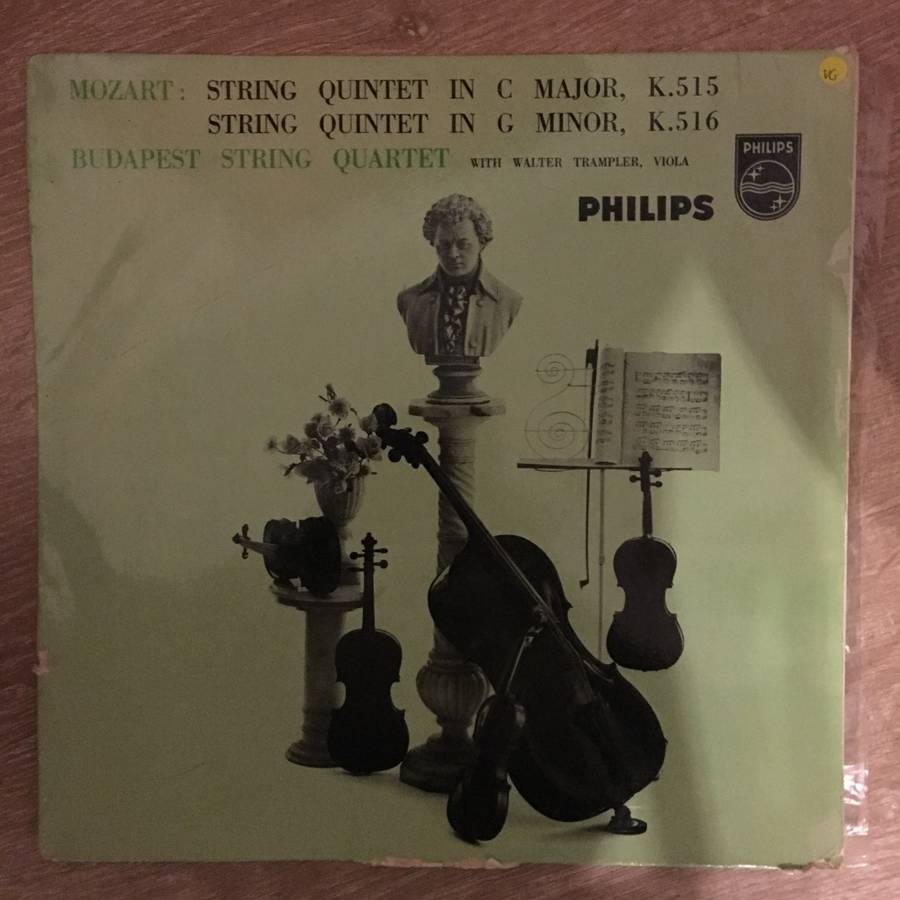 MOZART: STRING QUINTET IN C MAJOR, K.515
STRING QUINTET IN G MINOR, K.516
BUDAPEST STRING QUARTET WITH WALTER TRAMPLER, VIOLA
PHILIPS
PHILIPS
VG